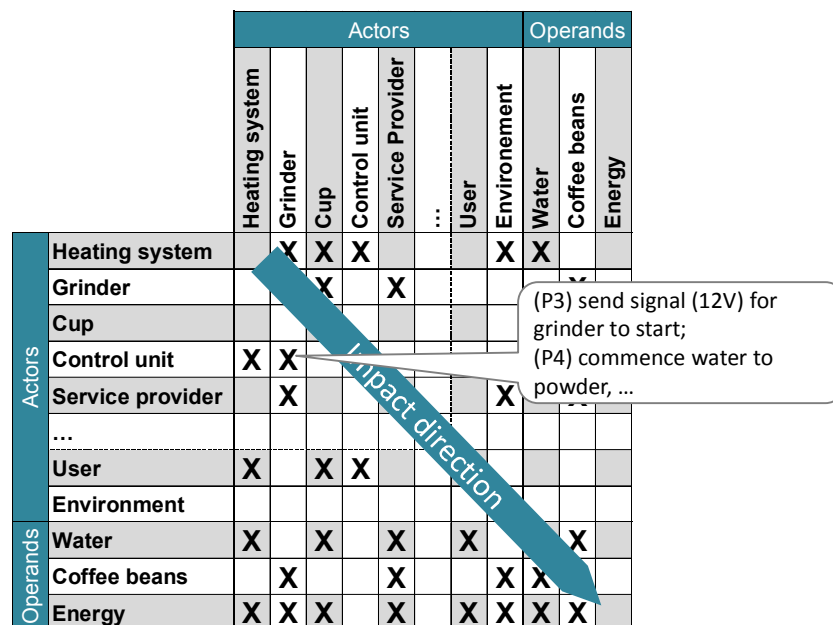 Actors Operands
Heating system
Grinder
Cup
Control unit
Service Provider
...
User
Environement
Water
Coffee beans
Energy
Actors
Heating system X X X X X
Grinder X X X
Cup
Control unit X X
Service provider X X X
...
User X X X
Environment
Operands
Water X X X X X
Coffee beans X X X X
Energy X X X X X X X X
Impact direction
(P3) send signal (12V) for
grinder to start;
(P4) commence water to
powder, ...